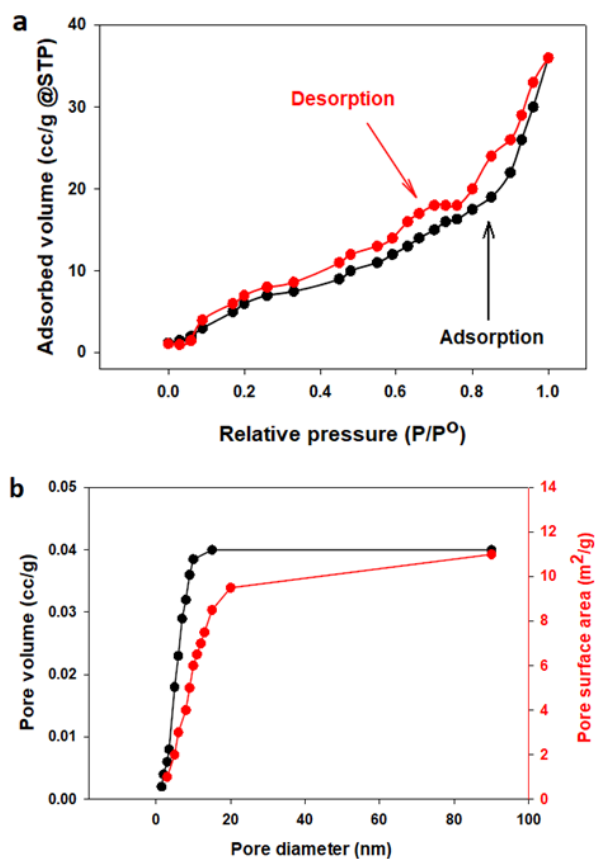 a
Adsorbed volume (cc/g @STP)
40
30
20
10
0
Desorption
Adsorption
0.0 0.2 0.4 0.6 0.8 1.0
Relative pressure (P/P⁰)
b
Pore volume (cc/g)
0.05
0.04
0.03
0.02
0.01
0.00
14
12
10
8
6
4
2
0
Pore surface area (m²/g)
0 20 40 60 80 100
Pore diameter (nm)